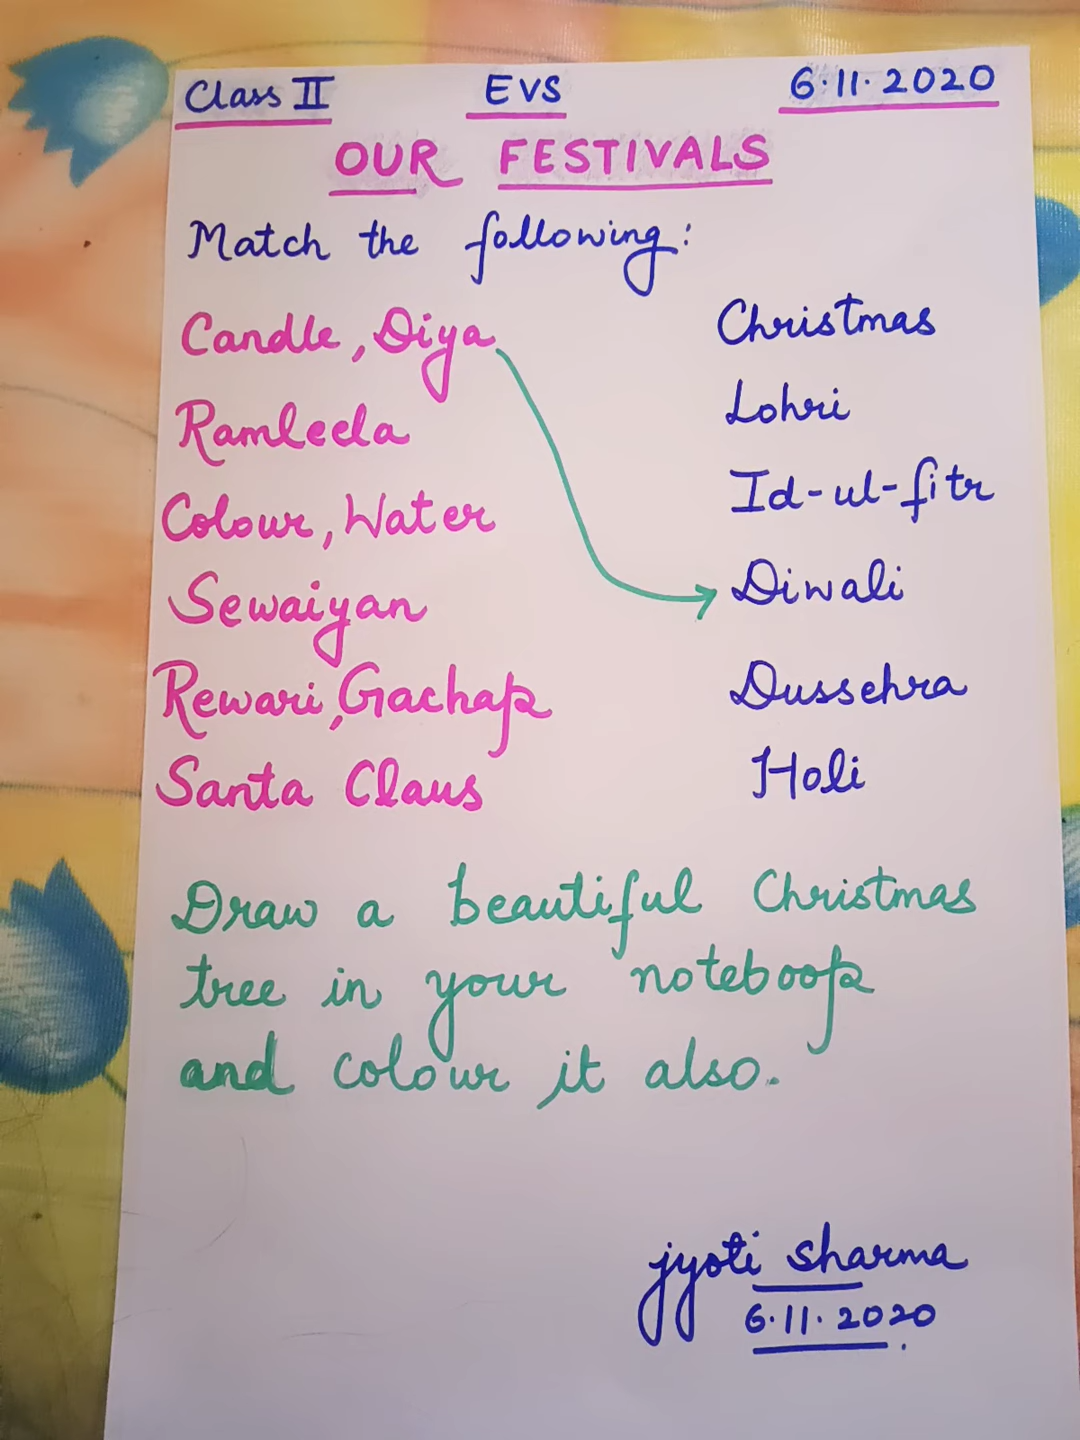 Class II EVS 6.11.2020
OUR FESTIVALS
Match the following:
Candle, Diya Christmas
Ramleela Lohri
Colour, Water Id-ul-fitr
Sewaiyan Diwali
Rewari, Gachak Dussehra
Santa Claus Holi
Draw a beautiful Christmas
tree in your notebook
and colour it also.
jyoti sharma
6.11.2020